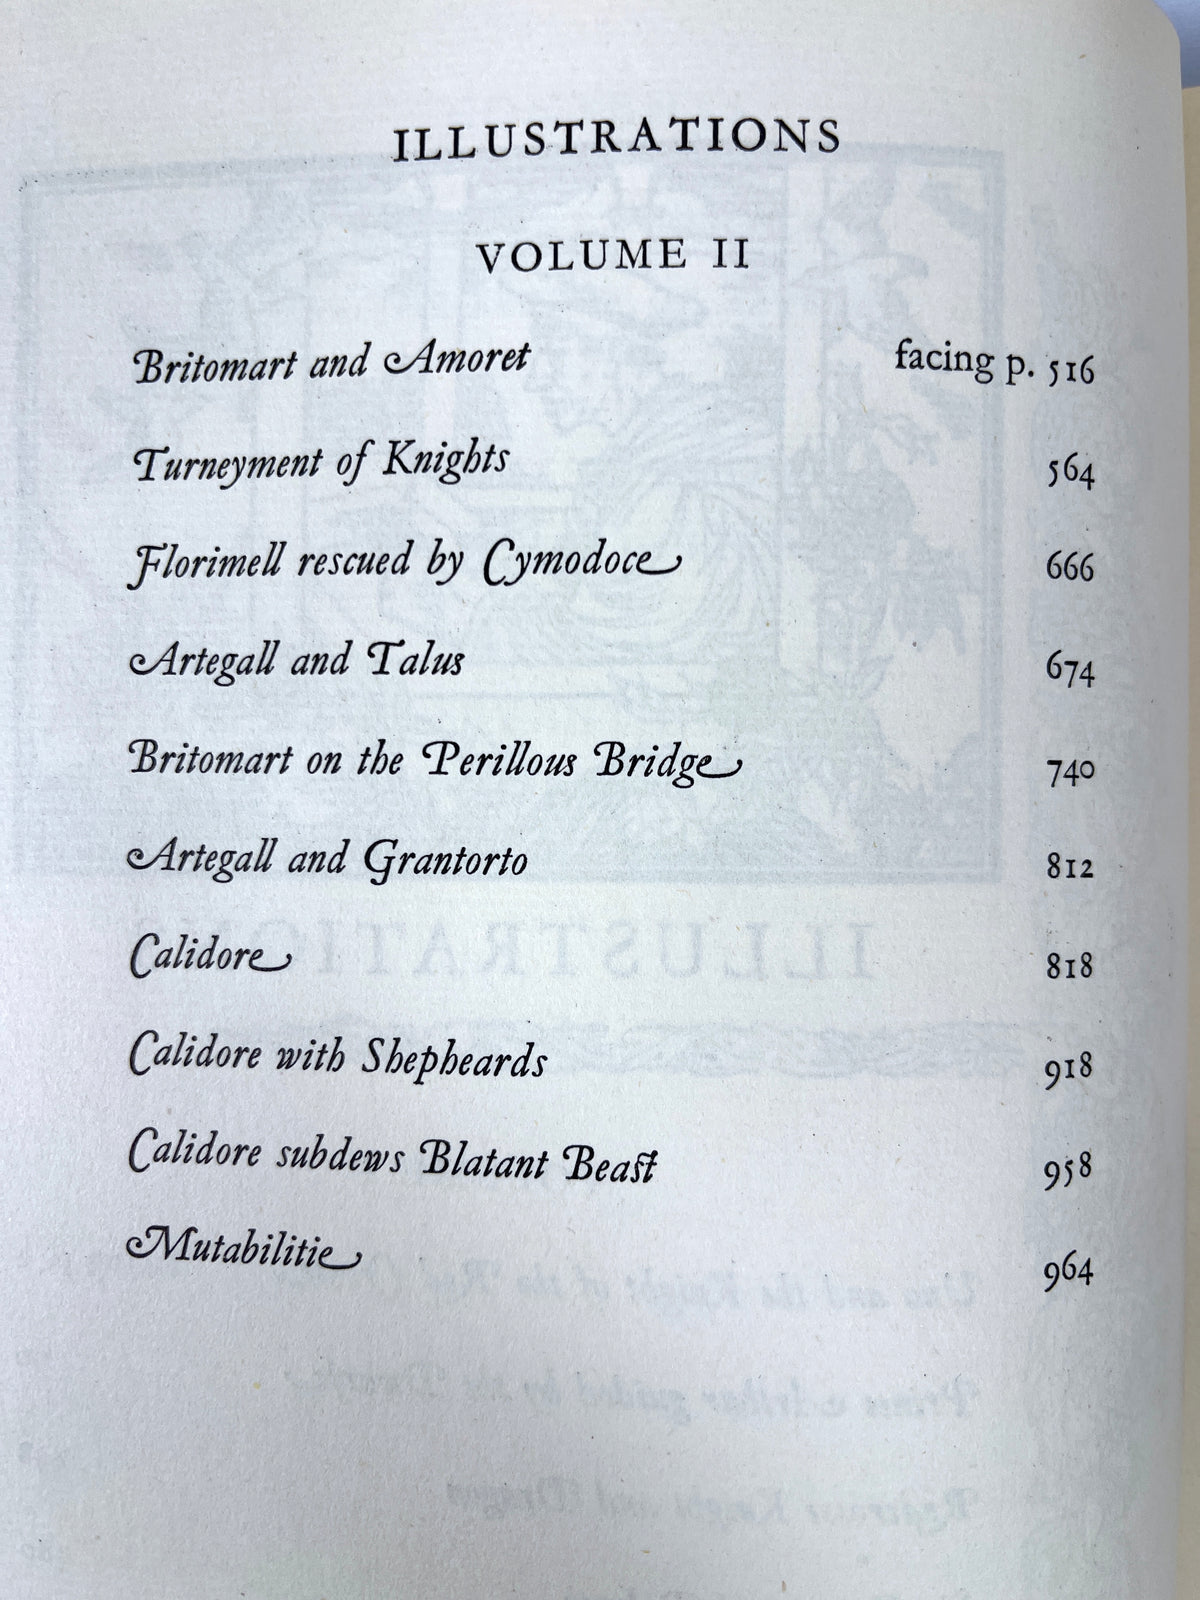 ILLUSTRATIONS
VOLUME II
Britomart and Amoret facing p. 516
Turneyment of Knights 564
Florimell rescued by Cymodoce 666
Artegall and Talus 674
Britomart on the Perillous Bridge 740
Artegall and Grantorto 812
Calidore 818
Calidore with Shepheards 918
Calidore subdews Blatant Beast 958
Mutabilitie 964